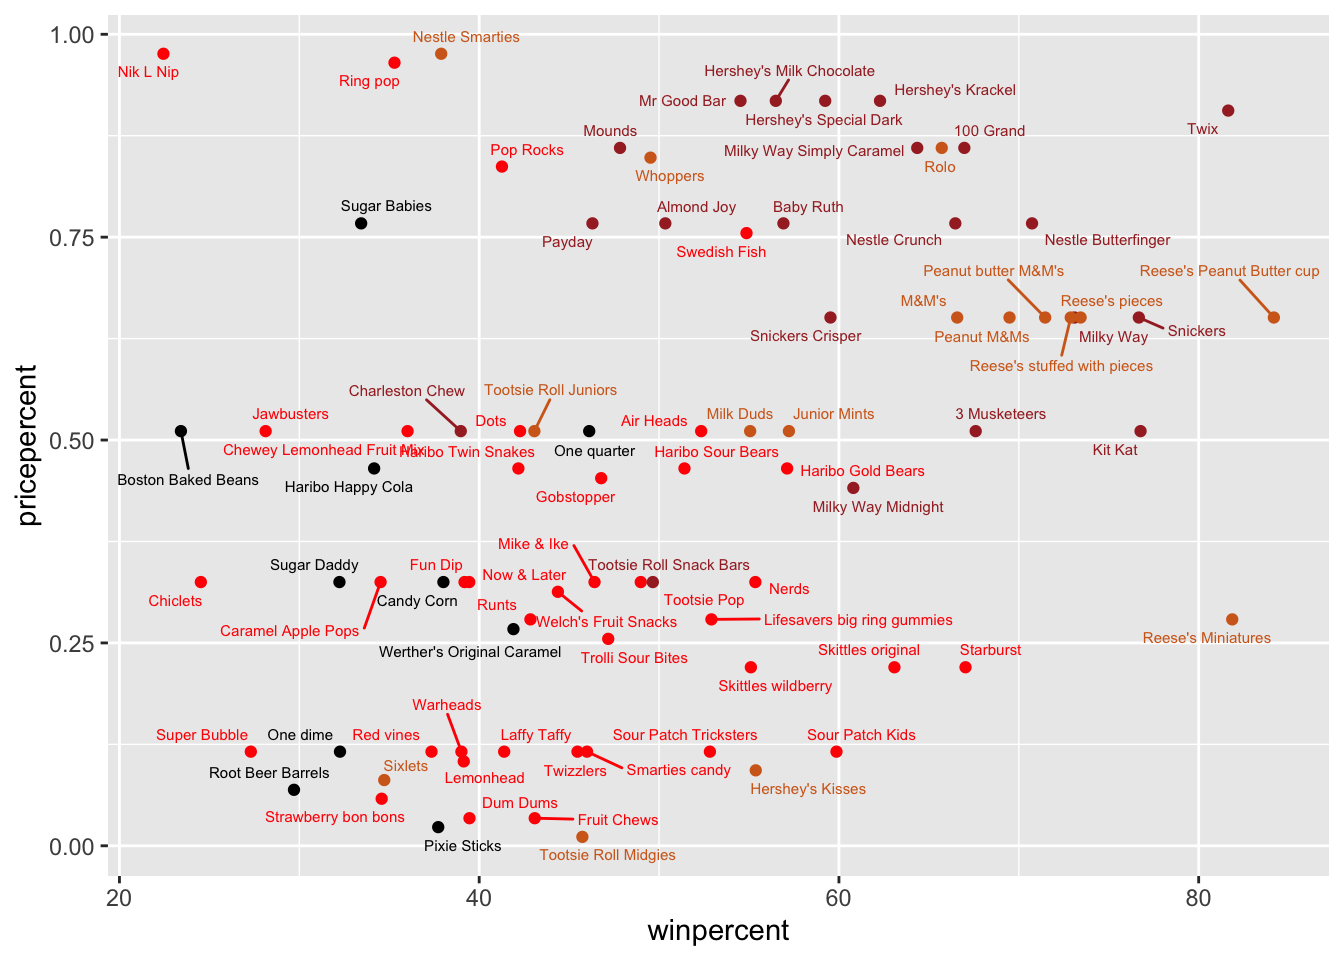 1.00
Nestle Smarties
Nik L Nip
Ring pop
Hershey's Milk Chocolate
Hershey's Krackel
Mr Good Bar
Hershey's Special Dark
Twix
Mounds
100 Grand
Pop Rocks
Milky Way Simply Caramel
Rolo
Whoppers
Sugar Babies
Almond Joy
Baby Ruth
0.75
Payday
Nestle Crunch
Nestle Butterfinger
Swedish Fish
Peanut butter M&M's
Reese's Peanut Butter cup
M&M's
Reese's pieces
Snickers
Snickers Crisper
Peanut M&Ms
Milky Way
Reese's stuffed with pieces
Charleston Chew
Tootsie Roll Juniors
Jawbusters
Dots
Air Heads
Milk Duds
Junior Mints
3 Musketeers
0.50
Chewey Lemonhead Fruit Mix
Haribo Twin Snakes
One quarter
Haribo Sour Bears
Kit Kat
Boston Baked Beans
Haribo Happy Cola
Haribo Gold Bears
Gobstopper
Milky Way Midnight
pricepercent
Mike & Ike
Sugar Daddy
Fun Dip
Now & Later
Tootsie Roll Snack Bars
Nerds
Chiclets
Candy Corn
Runts
Tootsie Pop
Caramel Apple Pops
Welch's Fruit Snacks
Lifesavers big ring gummies
0.25
Reese's Miniatures
Werther's Original Caramel
Trolli Sour Bites
Skittles original
Starburst
Skittles wildberry
Warheads
Super Bubble
One dime
Red vines
Laffy Taffy
Sour Patch Tricksters
Sour Patch Kids
Root Beer Barrels
Sixlets
Lemonhead
Twizzlers
Smarties candy
Hershey's Kisses
Strawberry bon bons
Dum Dums
Fruit Chews
0.00
Pixie Sticks
Tootsie Roll Midgies
20
40
60
80
winpercent